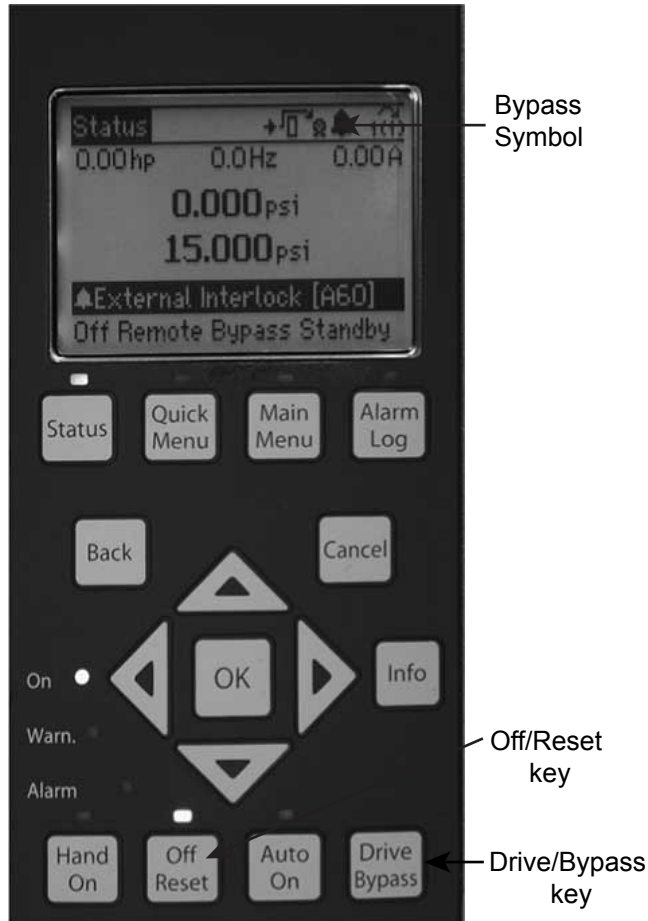 Status
1(1)
0.00hp 0.0Hz 0.00A
0.000psi
15.000psi
External Interlock [A60]
Off Remote Bypass Standby
Bypass
Symbol
Status
Quick
Menu
Main
Menu
Alarm
Log
Back
Cancel
OK
Info
On
Warn.
Alarm
Off/Reset
key
Hand
On
Off
Reset
Auto
On
Drive
Bypass
Drive/Bypass
key